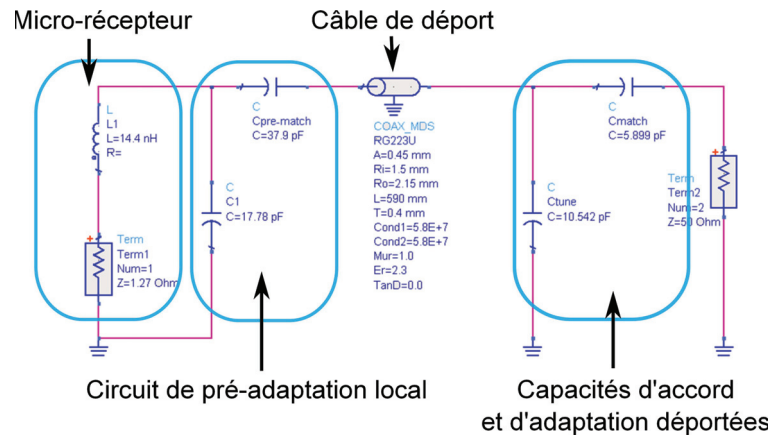 Micro-récepteur
Câble de déport
L
L1
L=14.4 nH
R=
+
Term
Term1
Num=1
Z=1.27 Ohm
C
C1
C=17.78 pF
C
Cpre-match
C=37.9 pF
COAX_MDS
RG223U
A=0.45 mm
Ri=1.5 mm
Ro=2.15 mm
L=590 mm
T=0.4 mm
Cond1=5.8E+7
Cond2=5.8E+7
Mur=1.0
Er=2.3
TanD=0.0
C
Ctune
C=10.542 pF
C
Cmatch
C=5.899 pF
+
Term
Term2
Num=2
Z=50 Ohm
Circuit de pré-adaptation local
Capacités d'accord
et d'adaptation déportées